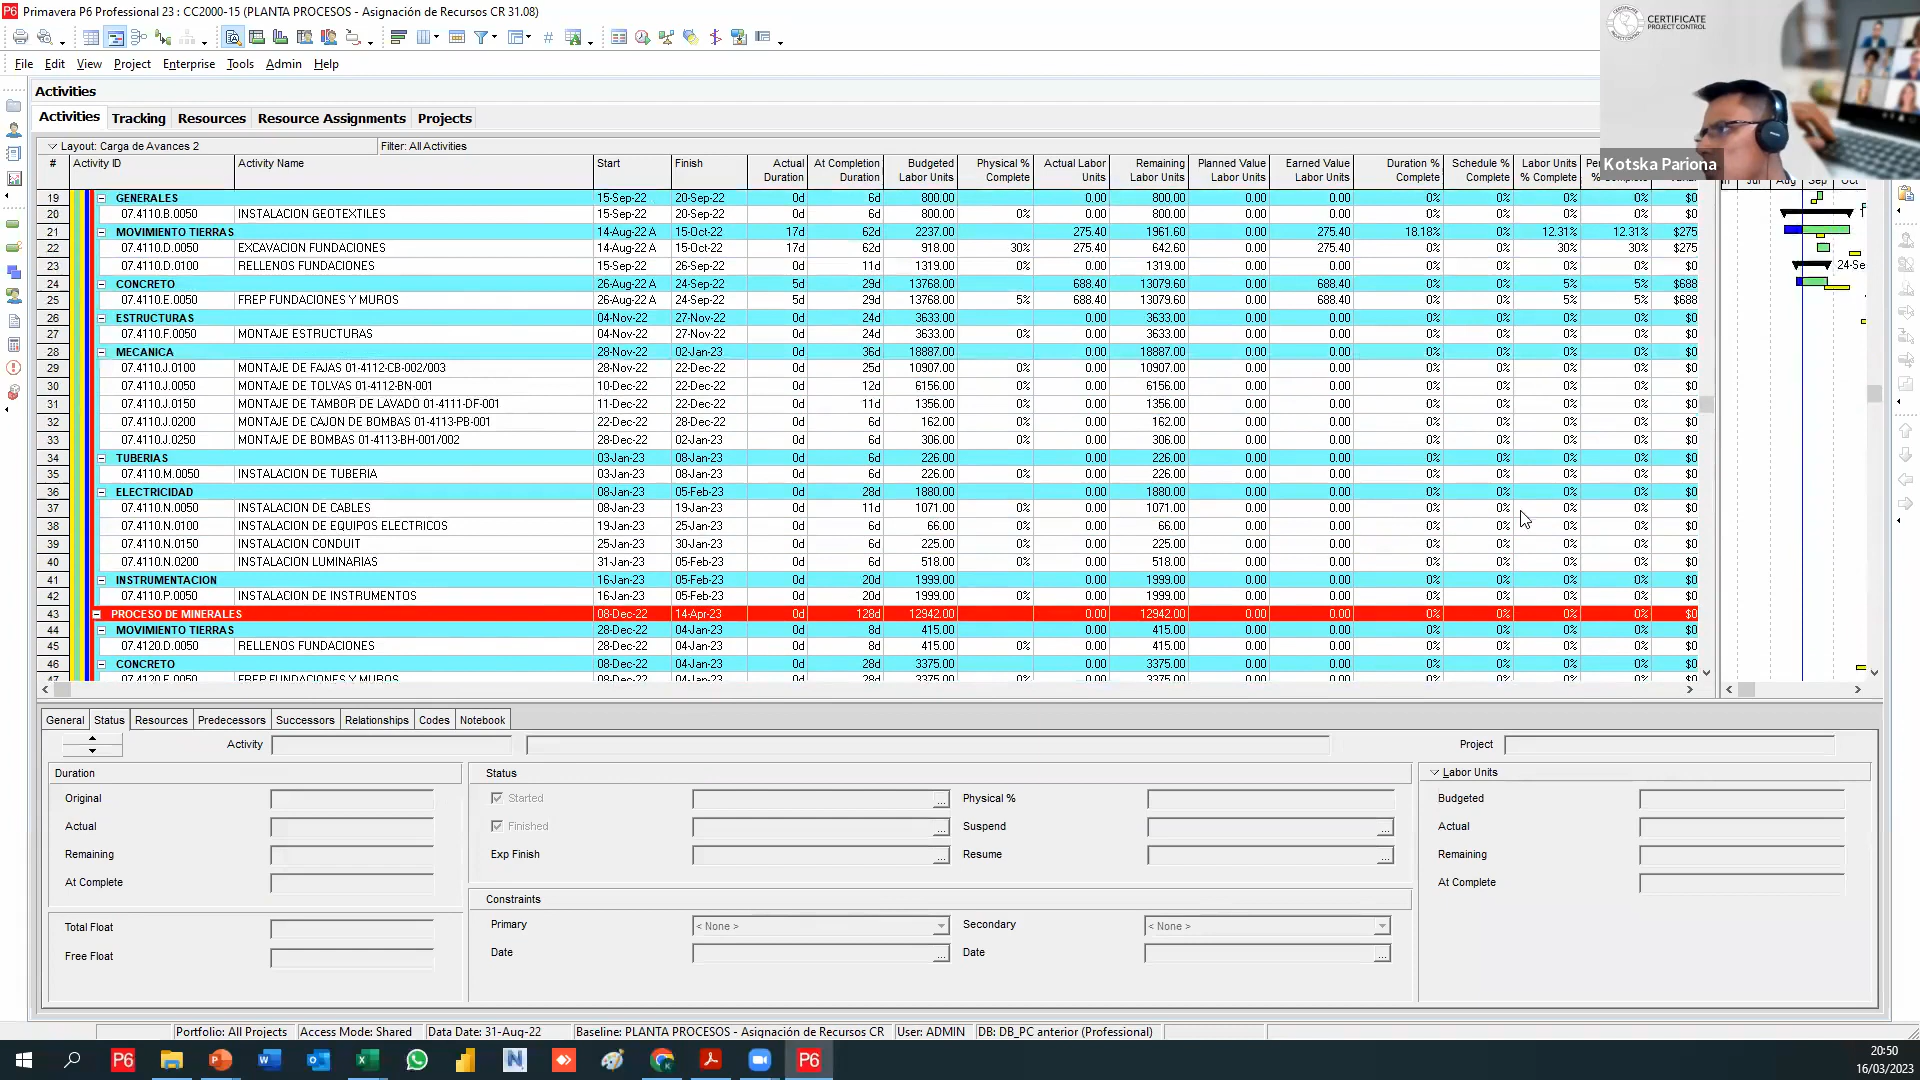 Primavera P6 Professional 23 : CC2000-15 (PLANTA PROCESOS - Asignación de Recursos CR 31.08)
File Edit View Project Enterprise Tools Admin Help
CERTIFICATE
PROJECT CONTROL
Kotska Pariona
Activities
Activities Tracking Resources Resource Assignments Projects
Layout: Carga de Avances 2 Filter: All Activities
# Activity ID Activity Name Start Finish Actual Duration At Completion Duration Budgeted Labor Units Physical % Complete Actual Labor Units Remaining Labor Units Planned Value Labor Units Earned Value Labor Units Duration % Complete Schedule % Complete Labor Units % Complete
Jul Aug Sep Oct
19 GENERALES 15-Sep-22 20-Sep-22 0d 6d 800.00 0.00 800.00 0.00 0.00 0% 0% 0% 0% $0
20 07.4110.B.0050 INSTALACION GEOTEXTILES 15-Sep-22 20-Sep-22 0d 6d 800.00 0% 0.00 800.00 0.00 0.00 0% 0% 0% 0% $0
21 MOVIMIENTO TIERRAS 14-Aug-22 A 15-Oct-22 17d 62d 2237.00 275.40 1961.60 0.00 275.40 18.18% 0% 12.31% 12.31% $275
22 07.4110.D.0050 EXCAVACION FUNDACIONES 14-Aug-22 A 15-Oct-22 17d 62d 918.00 30% 275.40 642.60 0.00 275.40 0% 0% 30% 30% $275
23 07.4110.D.0100 RELLENOS FUNDACIONES 15-Sep-22 26-Sep-22 0d 11d 1319.00 0% 0.00 1319.00 0.00 0.00 0% 0% 0% 0% $0
24-Se
24 CONCRETO 26-Aug-22 A 24-Sep-22 5d 29d 13768.00 688.40 13079.60 0.00 688.40 0% 0% 5% 5% $688
25 07.4110.E.0050 FREP FUNDACIONES Y MUROS 26-Aug-22 A 24-Sep-22 5d 29d 13768.00 5% 688.40 13079.60 0.00 688.40 0% 0% 5% 5% $688
26 ESTRUCTURAS 04-Nov-22 27-Nov-22 0d 24d 3633.00 0.00 3633.00 0.00 0.00 0% 0% 0% 0% $0
27 07.4110.F.0050 MONTAJE ESTRUCTURAS 04-Nov-22 27-Nov-22 0d 24d 3633.00 0% 0.00 3633.00 0.00 0.00 0% 0% 0% 0% $0
28 MECANICA 28-Nov-22 02-Jan-23 0d 36d 18887.00 0.00 18887.00 0.00 0.00 0% 0% 0% 0% $0
29 07.4110.J.0100 MONTAJE DE FAJAS 01-4112-CB-002/003 28-Nov-22 22-Dec-22 0d 25d 10907.00 0% 0.00 10907.00 0.00 0.00 0% 0% 0% 0% $0
30 07.4110.J.0050 MONTAJE DE TOLVAS 01-4112-BN-001 10-Dec-22 22-Dec-22 0d 12d 6156.00 0% 0.00 6156.00 0.00 0.00 0% 0% 0% 0% $0
31 07.4110.J.0150 MONTAJE DE TAMBOR DE LAVADO 01-4111-DF-001 11-Dec-22 22-Dec-22 0d 11d 1356.00 0% 0.00 1356.00 0.00 0.00 0% 0% 0% 0% $0
32 07.4110.J.0200 MONTAJE DE CAJON DE BOMBAS 01-4113-PB-001 22-Dec-22 28-Dec-22 0d 6d 162.00 0% 0.00 162.00 0.00 0.00 0% 0% 0% 0% $0
33 07.4110.J.0250 MONTAJE DE BOMBAS 01-4113-BH-001/002 28-Dec-22 02-Jan-23 0d 6d 306.00 0% 0.00 306.00 0.00 0.00 0% 0% 0% 0% $0
34 TUBERIAS 03-Jan-23 08-Jan-23 0d 6d 226.00 0.00 226.00 0.00 0.00 0% 0% 0% 0% $0
35 07.4110.M.0050 INSTALACION DE TUBERIA 03-Jan-23 08-Jan-23 0d 6d 226.00 0% 0.00 226.00 0.00 0.00 0% 0% 0% 0% $0
36 ELECTRICIDAD 08-Jan-23 05-Feb-23 0d 28d 1880.00 0.00 1880.00 0.00 0.00 0% 0% 0% 0% $0
37 07.4110.N.0050 INSTALACION DE CABLES 08-Jan-23 19-Jan-23 0d 11d 1071.00 0% 0.00 1071.00 0.00 0.00 0% 0% 0% 0% $0
38 07.4110.N.0100 INSTALACION DE EQUIPOS ELECTRICOS 19-Jan-23 25-Jan-23 0d 6d 66.00 0% 0.00 66.00 0.00 0.00 0% 0% 0% 0% $0
39 07.4110.N.0150 INSTALACION CONDUIT 25-Jan-23 30-Jan-23 0d 6d 225.00 0% 0.00 225.00 0.00 0.00 0% 0% 0% 0% $0
40 07.4110.N.0200 INSTALACION LUMINARIAS 31-Jan-23 05-Feb-23 0d 6d 518.00 0% 0.00 518.00 0.00 0.00 0% 0% 0% 0% $0
41 INSTRUMENTACION 16-Jan-23 05-Feb-23 0d 20d 1999.00 0.00 1999.00 0.00 0.00 0% 0% 0% 0% $0
42 07.4110.P.0050 INSTALACION DE INSTRUMENTOS 16-Jan-23 05-Feb-23 0d 20d 1999.00 0% 0.00 1999.00 0.00 0.00 0% 0% 0% 0% $0
43 PROCESO DE MINERALES 08-Dec-22 14-Apr-23 0d 128d 12942.00 0.00 12942.00 0.00 0.00 0% 0% 0% 0% $0
44 MOVIMIENTO TIERRAS 28-Dec-22 04-Jan-23 0d 8d 415.00 0.00 415.00 0.00 0.00 0% 0% 0% 0% $0
45 07.4120.D.0050 RELLENOS FUNDACIONES 28-Dec-22 04-Jan-23 0d 8d 415.00 0% 0.00 415.00 0.00 0.00 0% 0% 0% 0% $0
46 CONCRETO 08-Dec-22 04-Jan-23 0d 28d 3375.00 0.00 3375.00 0.00 0.00 0% 0% 0% 0% $0
47 07.4120.E.0050 FREP FUNDACIONES Y MUROS 08-Dec-22 04-Jan-23 0d 28d 3375.00 0% 0.00 3375.00 0.00 0.00 0% 0% 0% 0% $0
General Status Resources Predecessors Successors Relationships Codes Notebook
Activity Project
Duration Status Labor Units
Original Started Physical % Budgeted
Actual Finished Suspend Actual
Remaining Exp Finish Resume Remaining
At Complete At Complete
Constraints
Total Float Primary < None > Secondary < None >
Free Float Date Date
Portfolio: All Projects Access Mode: Shared Data Date: 31-Aug-22 Baseline: PLANTA PROCESOS - Asignación de Recursos CR User: ADMIN DB: DB_PC anterior (Professional)
20:50
16/03/2023